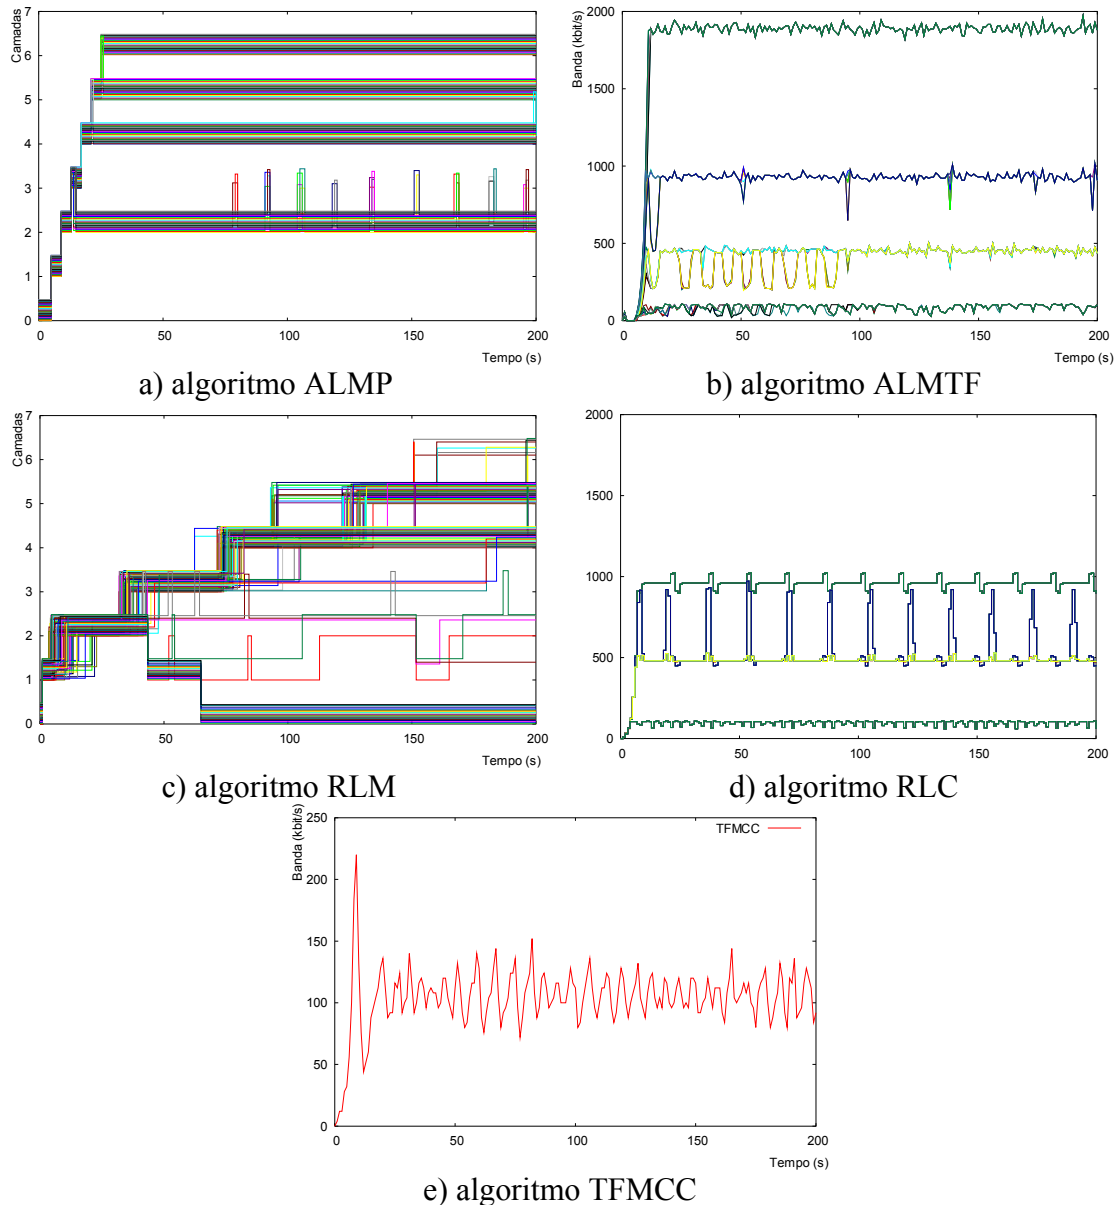 Camadas
7
6
5
4
3
2
1
0
0 50 100 150 200
Tempo (s)
a) algoritmo ALMP
Banda (kbit/s)
2000
1500
1000
500
0
0 50 100 150 200
Tempo (s)
b) algoritmo ALMTF
Camadas
7
6
5
4
3
2
1
0
0 50 100 150 200
Tempo (s)
c) algoritmo RLM
2000
1500
1000
500
0
0 50 100 150 200
d) algoritmo RLC
Banda (kbit/s)
250
200
150
100
50
0
0 50 100 150 200
TFMCC
Tempo (s)
e) algoritmo TFMCC